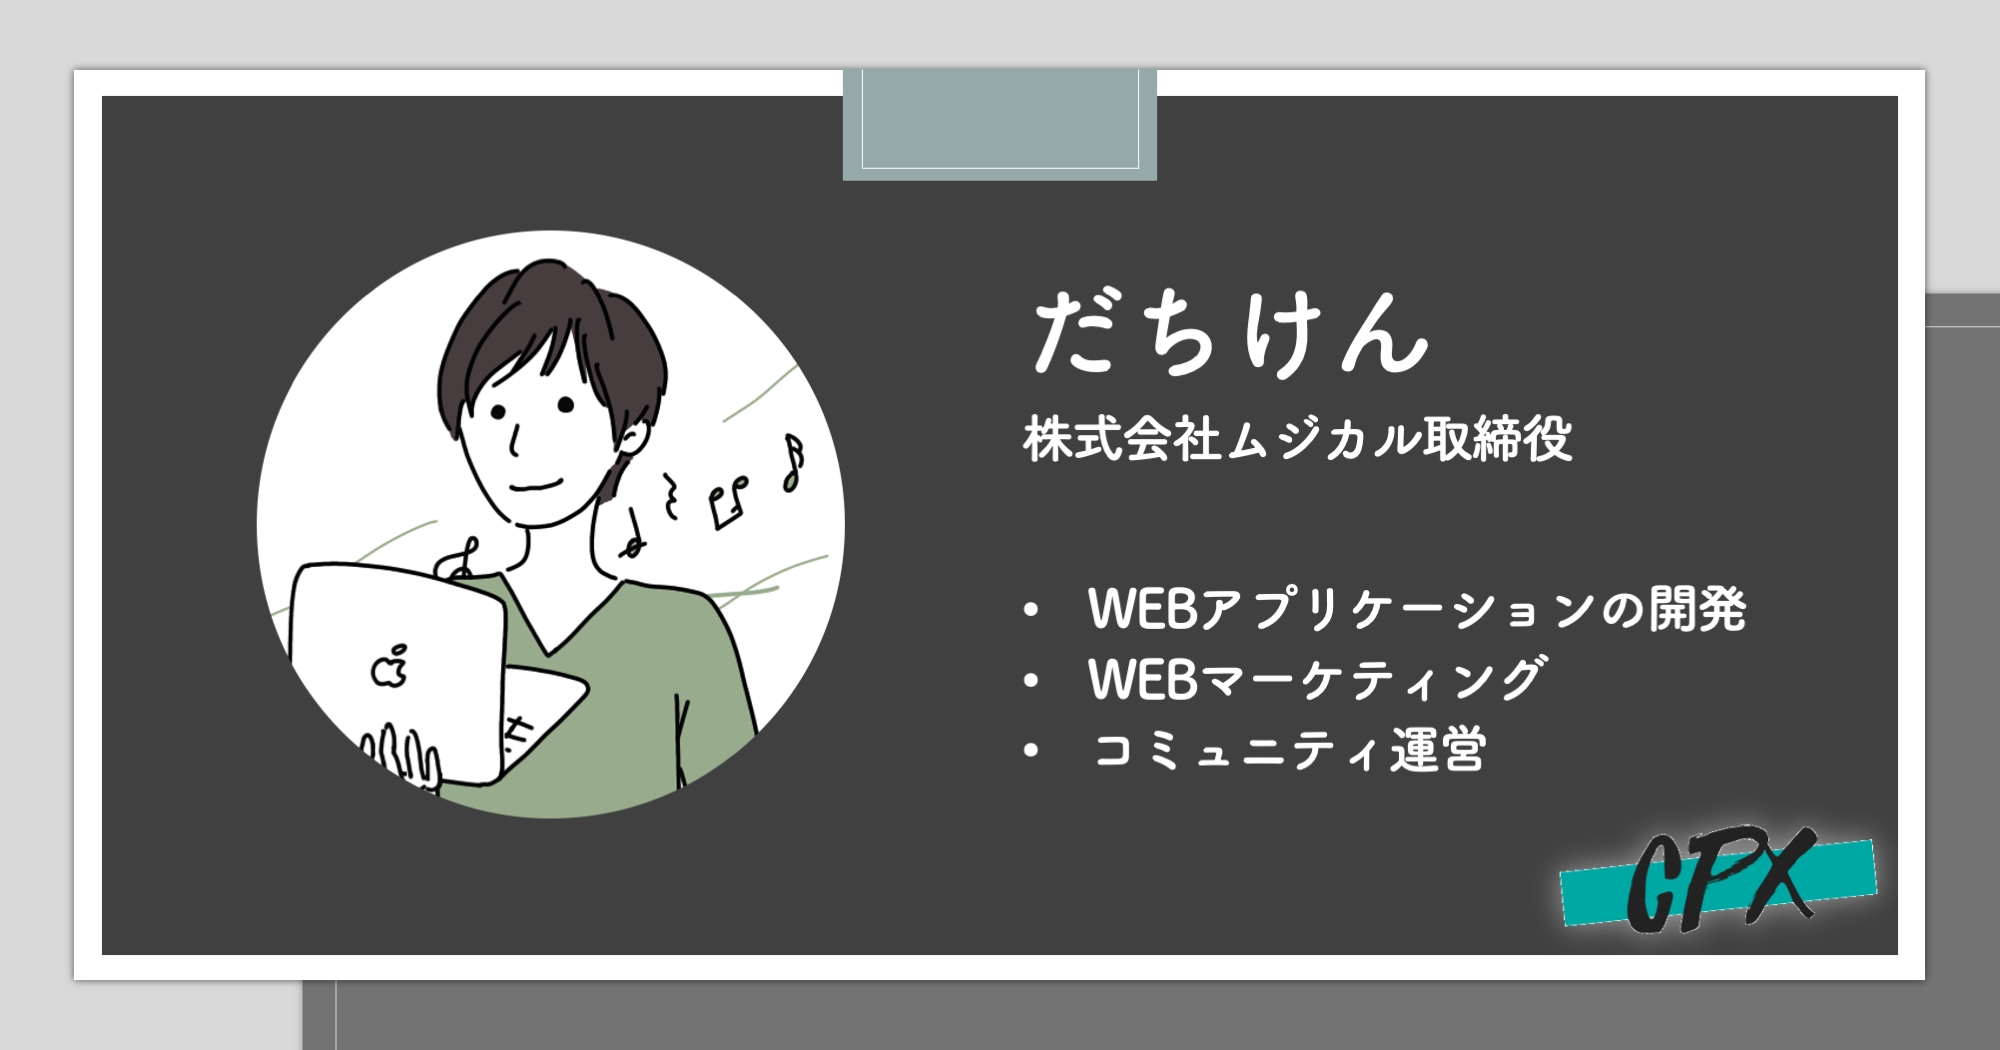 だちけん
株式会社ムジカル取締役
• WEBアプリケーションの開発
• WEBマーケティング
• コミュニティ運営
CPX